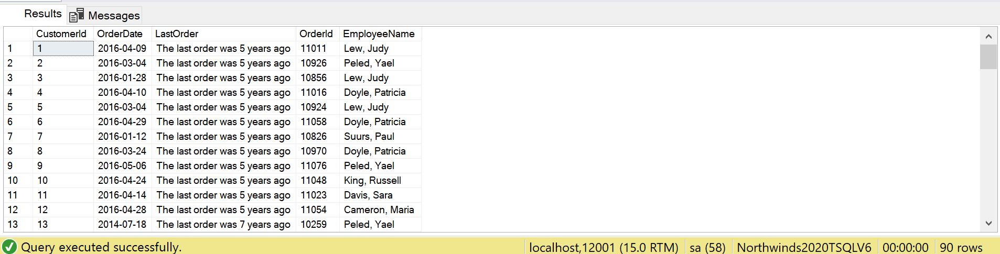 Results Messages
CustomerId OrderDate LastOrder OrderId EmployeeName
1 1 2016-04-09 The last order was 5 years ago 11011 Lew, Judy
2 2 2016-03-04 The last order was 5 years ago 10926 Peled, Yael
3 3 2016-01-28 The last order was 5 years ago 10856 Lew, Judy
4 4 2016-04-10 The last order was 5 years ago 11016 Doyle, Patricia
5 5 2016-03-04 The last order was 5 years ago 10924 Lew, Judy
6 6 2016-04-29 The last order was 5 years ago 11058 Doyle, Patricia
7 7 2016-01-12 The last order was 5 years ago 10826 Suurs, Paul
8 8 2016-03-24 The last order was 5 years ago 10970 Doyle, Patricia
9 9 2016-05-06 The last order was 5 years ago 11076 Peled, Yael
10 10 2016-04-24 The last order was 5 years ago 11048 King, Russell
11 11 2016-04-14 The last order was 5 years ago 11023 Davis, Sara
12 12 2016-04-28 The last order was 5 years ago 11054 Cameron, Maria
13 13 2014-07-18 The last order was 7 years ago 10259 Peled, Yael
Query executed successfully. localhost,12001 (15.0 RTM) sa (58) Northwinds2020TSQLV6 00:00:00 90 rows